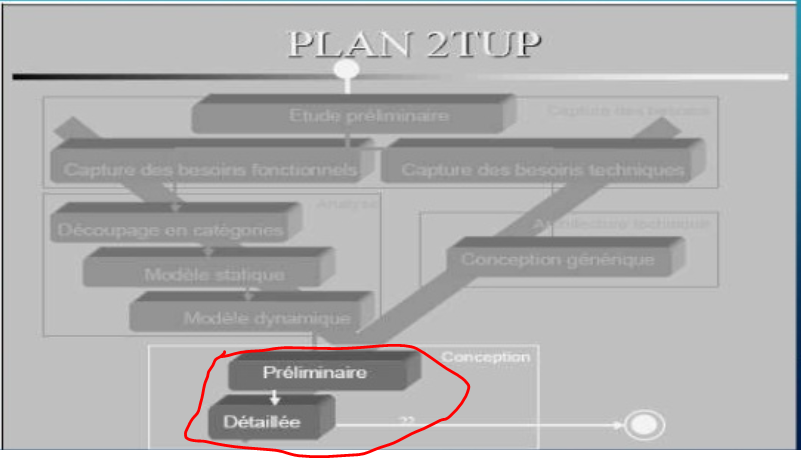 PLAN 2TUP
Etude préliminaire
Capture des besoins
Capture des besoins fonctionnels
Capture des besoins techniques
Analyse
Découpage en catégories
Architecture technique
Modèle statique
Conception générique
Modèle dynamique
Conception
Préliminaire
Détaillée
??